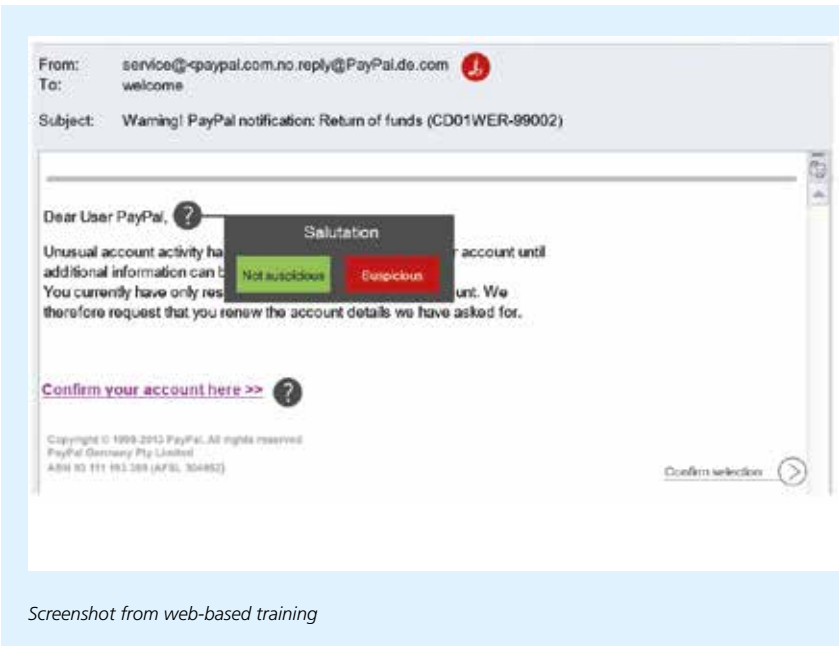 From: service@<paypal.com.no.reply@PayPal.de.com
To: welcome
Subject: Warning! PayPal notification: Return of funds (CD01WER-99002)
Dear User PayPal, ?
Salutation
Not suspicious Suspicious
Unusual account activity ha r account until
additional information can b
You currently have only res unt. We
therefore request that you renew the account details we have asked for.
Confirm your account here >> ?
Copyright © 1999-2013 PayPal. All rights reserved
PayPal Germany Pty Limited
Confirm selection
Screenshot from web-based training